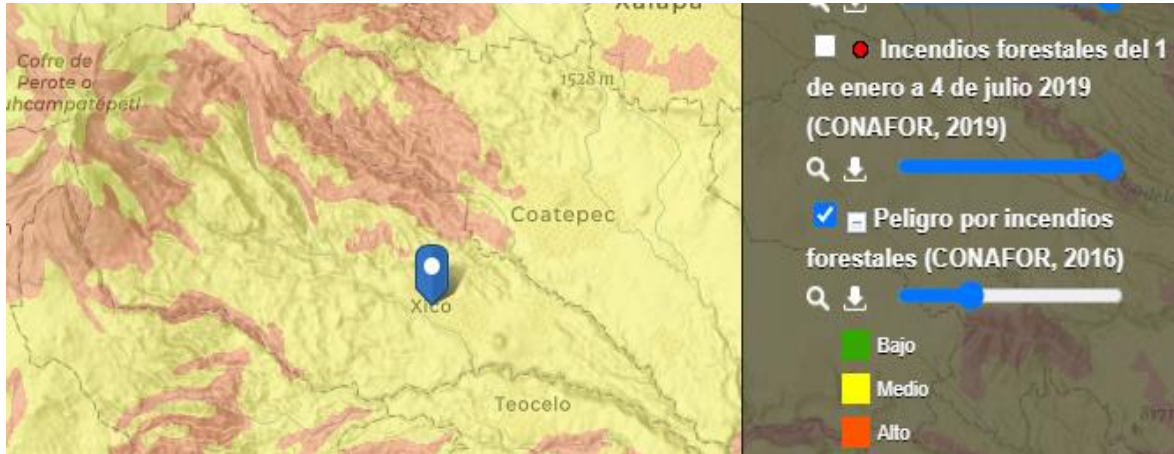 Xalapa
Cofre de
Perote o
uhcampatépetl
1528 m
Coatepec
Xico
Teocelo
Incendios forestales del 1
de enero a 4 de julio 2019
(CONAFOR, 2019)
Peligro por incendios
forestales (CONAFOR, 2016)
Bajo
Medio
Alto